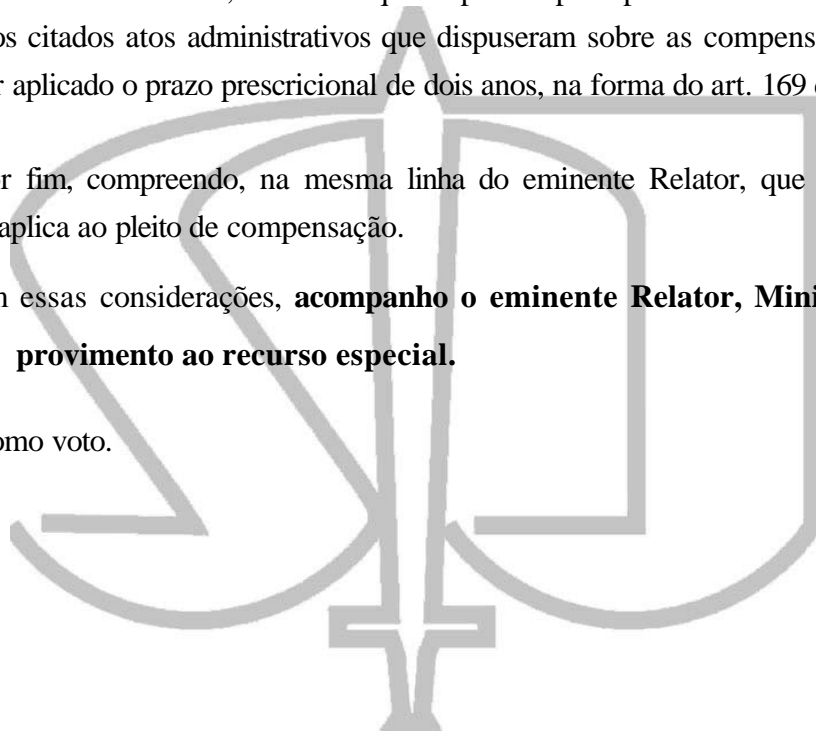 os citados atos administrativos que dispuseram sobre as compens
r aplicado o prazo prescricional de dois anos, na forma do art. 169
r fim, compreendo, na mesma linha do eminente Relator, que
aplica ao pleito de compensação.
essas considerações, acompanho o eminente Relator, Mini
provimento ao recurso especial.
omo voto.